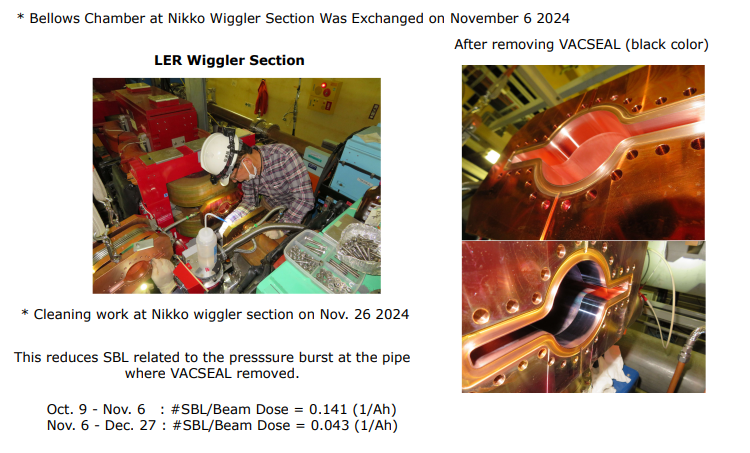 * Bellows Chamber at Nikko Wiggler Section Was Exchanged on November 6 2024
After removing VACSEAL (black color)
LER Wiggler Section
* Cleaning work at Nikko wiggler section on Nov. 26 2024
This reduces SBL related to the presssure burst at the pipe
where VACSEAL removed.
Oct. 9 - Nov. 6 : #SBL/Beam Dose = 0.141 (1/Ah)
Nov. 6 - Dec. 27 : #SBL/Beam Dose = 0.043 (1/Ah)